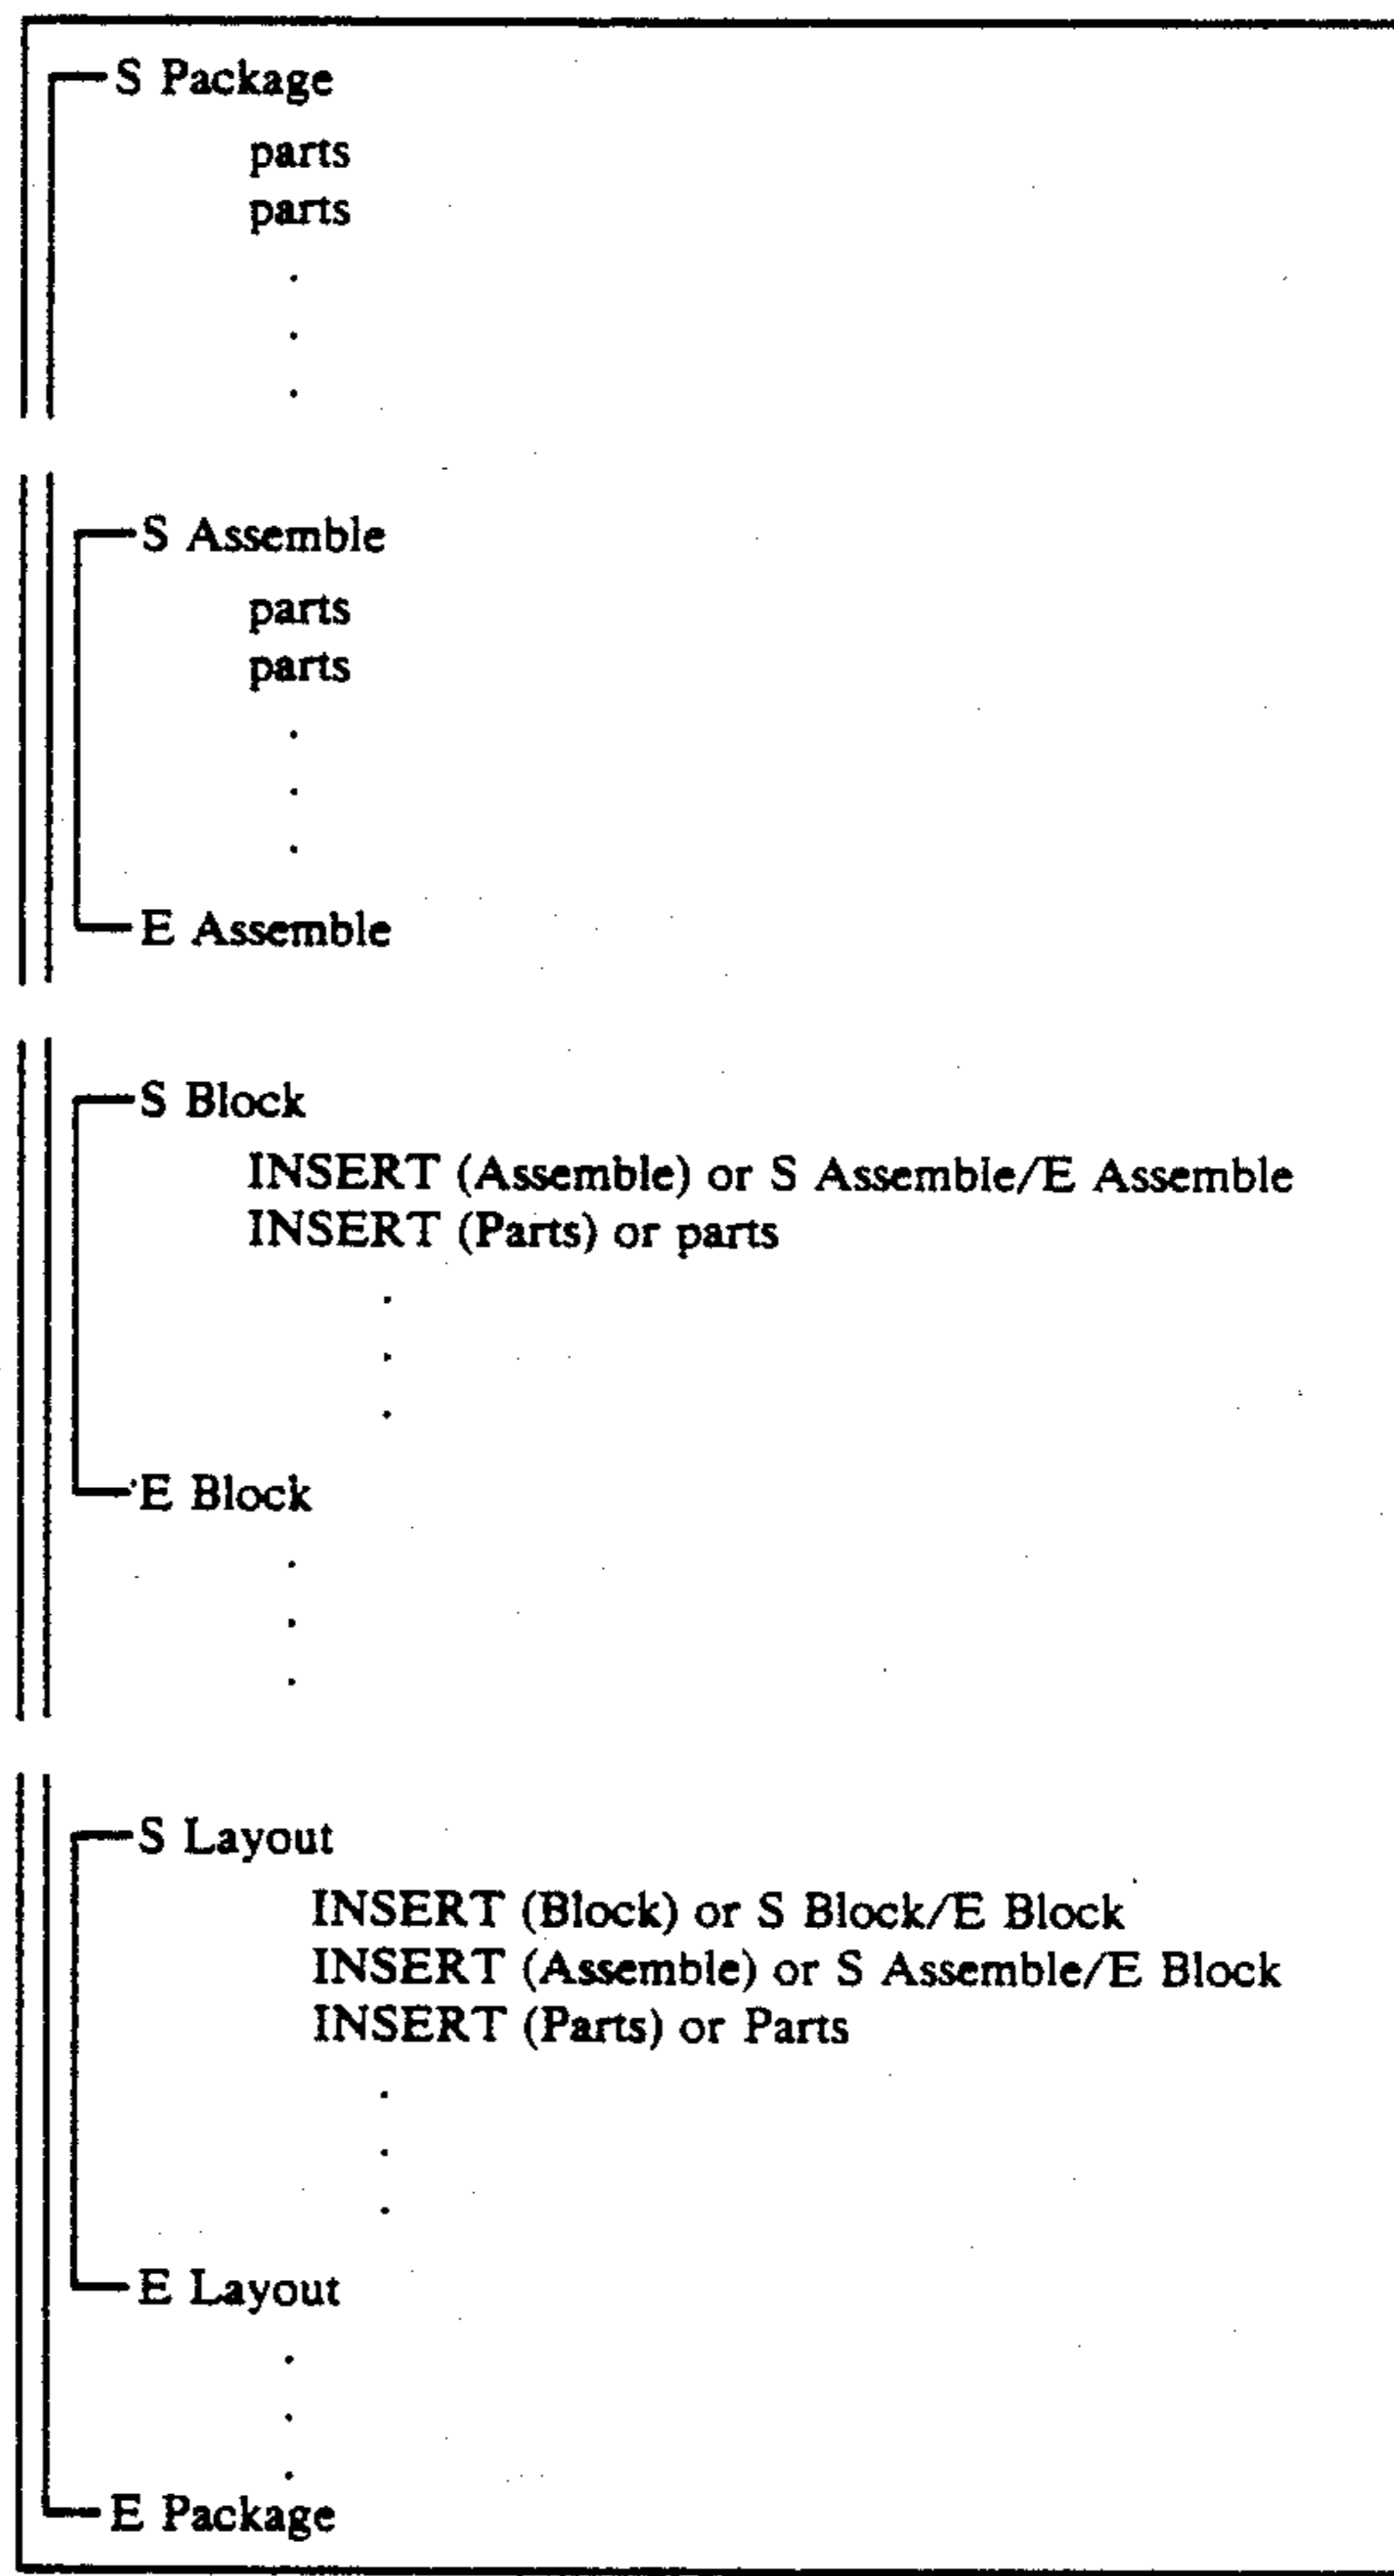 S Package
parts
parts
.
.
.
S Assemble
parts
parts
.
.
.
E Assemble
S Block
INSERT (Assemble) or S Assemble/E Assemble
INSERT (Parts) or parts
.
.
.
E Block
.
.
.
S Layout
INSERT (Block) or S Block/E Block
INSERT (Assemble) or S Assemble/E Block
INSERT (Parts) or Parts
.
.
.
E Layout
.
.
.
E Package